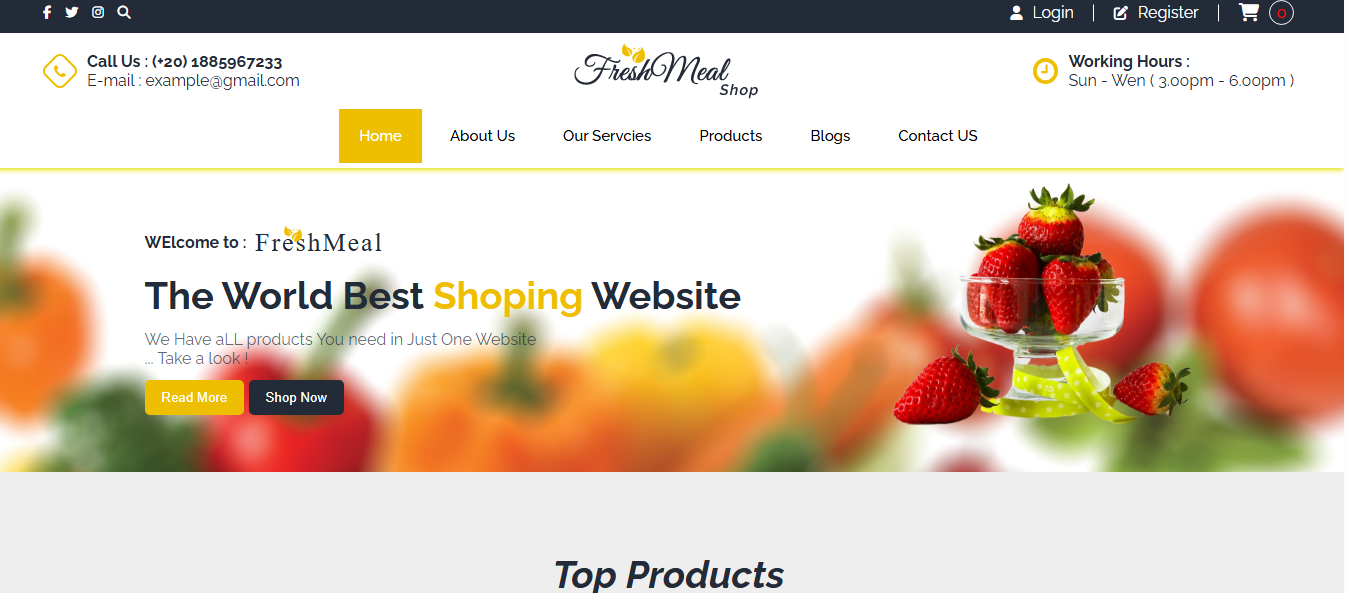 Login
Register
0
Call Us : (+20) 1885967233
E-mail : example@gmail.com
FreshMeal
Shop
Working Hours :
Sun - Wen ( 3.00pm - 6.00pm )
Home
About Us
Our Servcies
Products
Blogs
Contact US
WElcome to : FreshMeal
The World Best Shoping Website
We Have aLL products You need in Just One Website
... Take a look !
Read More
Shop Now
Top Products